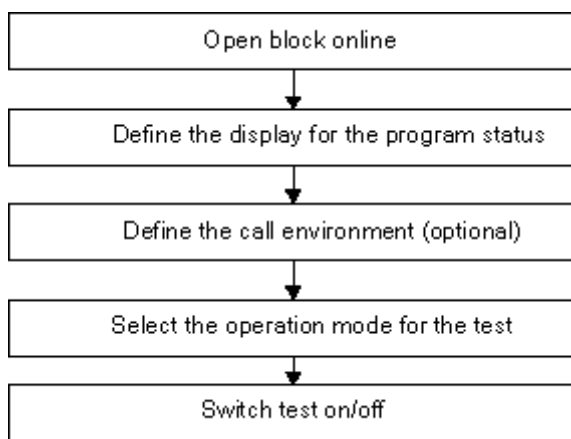 Open block online
Define the display for the program status
Define the call environment (optional)
Select the operation mode for the test
Switch test on/off